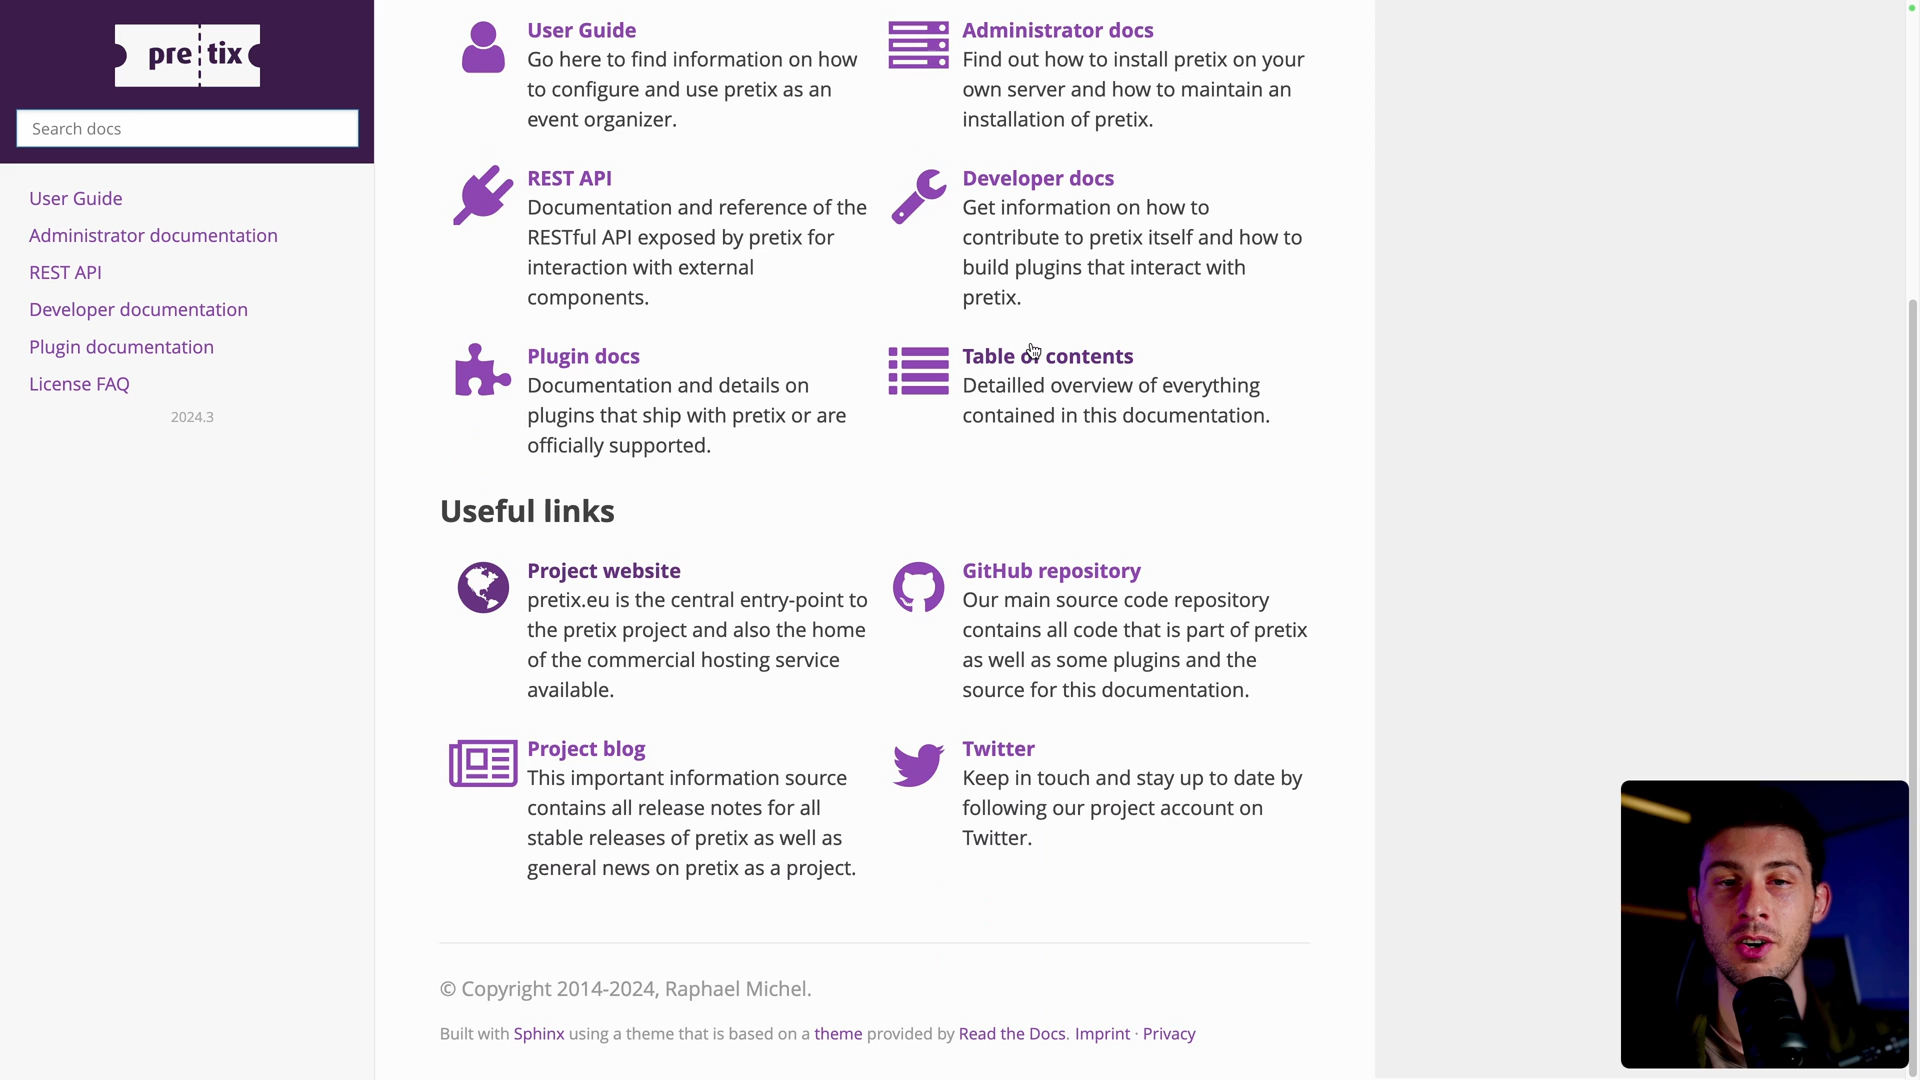 pre tix
Search docs
User Guide
Administrator documentation
REST API
Developer documentation
Plugin documentation
License FAQ
2024.3
User Guide
Go here to find information on how
to configure and use pretix as an
event organizer.
Administrator docs
Find out how to install pretix on your
own server and how to maintain an
installation of pretix.
REST API
Documentation and reference of the
RESTful API exposed by pretix for
interaction with external
components.
Developer docs
Get information on how to
contribute to pretix itself and how to
build plugins that interact with
pretix.
Plugin docs
Documentation and details on
plugins that ship with pretix or are
officially supported.
Table of contents
Detailled overview of everything
contained in this documentation.
Useful links
Project website
pretix.eu is the central entry-point to
the pretix project and also the home
of the commercial hosting service
available.
GitHub repository
Our main source code repository
contains all code that is part of pretix
as well as some plugins and the
source for this documentation.
Project blog
This important information source
contains all release notes for all
stable releases of pretix as well as
general news on pretix as a project.
Twitter
Keep in touch and stay up to date by
following our project account on
Twitter.
© Copyright 2014-2024, Raphael Michel.
Built with Sphinx using a theme that is based on a theme provided by Read the Docs. Imprint · Privacy